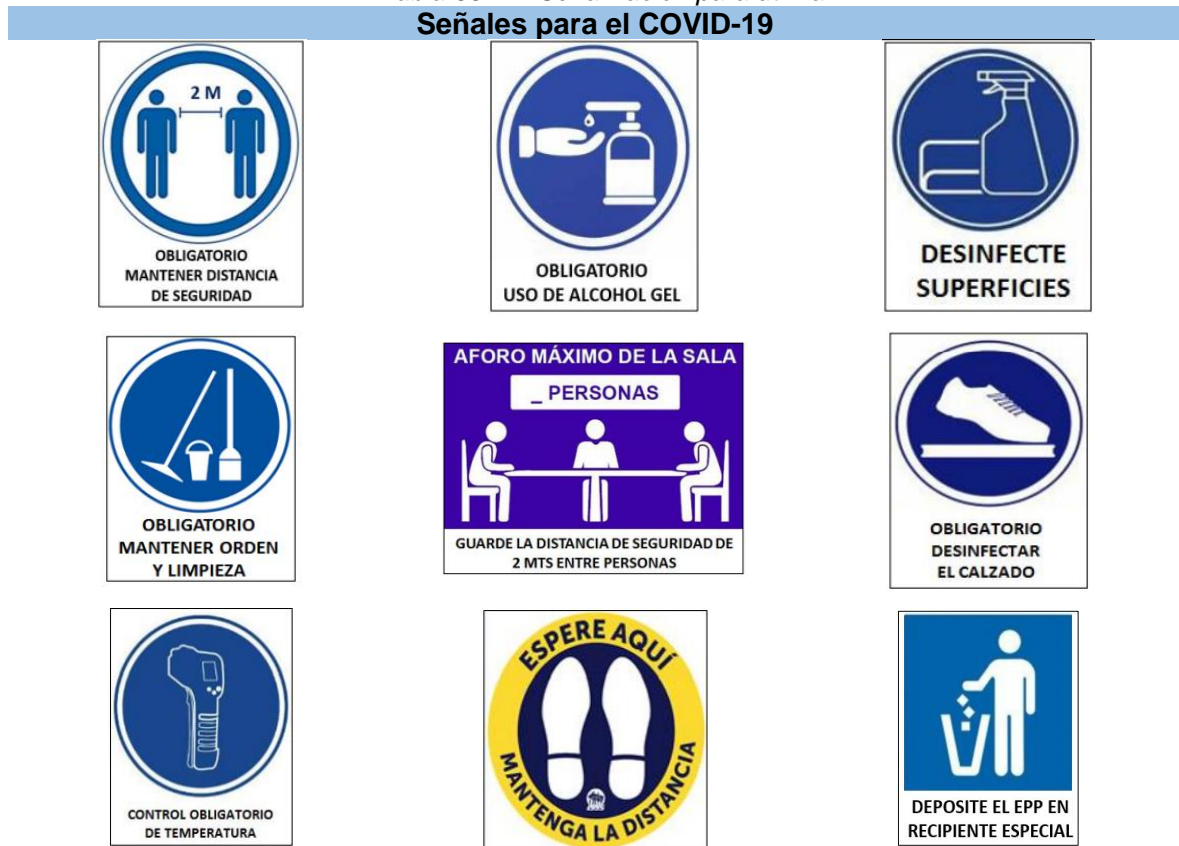 Señales para el COVID-19
2 M
OBLIGATORIO
MANTENER DISTANCIA
DE SEGURIDAD
OBLIGATORIO
USO DE ALCOHOL GEL
DESINFECTE
SUPERFICIES
OBLIGATORIO
MANTENER ORDEN
Y LIMPIEZA
AFORO MÁXIMO DE LA SALA
_ PERSONAS
GUARDE LA DISTANCIA DE SEGURIDAD DE
2 MTS ENTRE PERSONAS
OBLIGATORIO
DESINFECTAR
EL CALZADO
CONTROL OBLIGATORIO
DE TEMPERATURA
ESPERE AQUÍ
MANTENGA LA DISTANCIA
DEPOSITE EL EPP EN
RECIPIENTE ESPECIAL